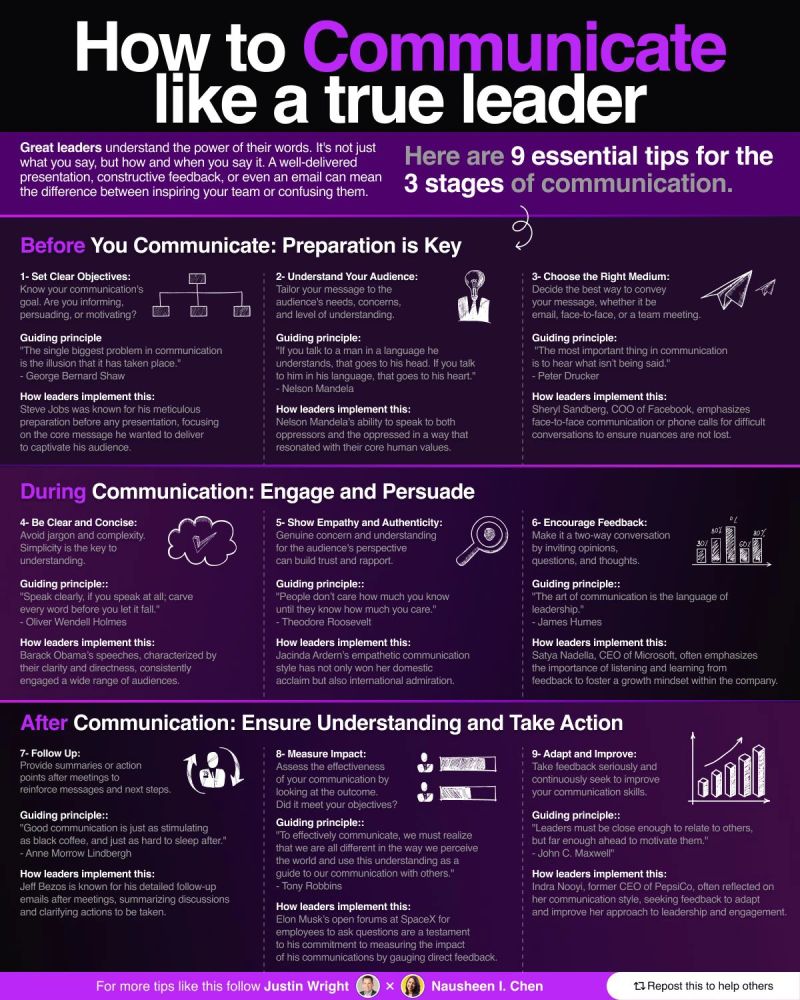 How to Communicate
like a true leader
Great leaders understand the power of their words. It's not just
what you say, but how and when you say it. A well-delivered
presentation, constructive feedback, or even an email can mean
the difference between inspiring your team or confusing them.
Here are 9 essential tips for the
3 stages of communication.
Before You Communicate: Preparation is Key
1- Set Clear Objectives:
Know your communication's
goal. Are you informing,
persuading, or motivating?
Guiding principle
"The single biggest problem in communication
is the illusion that it has taken place."
- George Bernard Shaw
How leaders implement this:
Steve Jobs was known for his meticulous
preparation before any presentation, focusing
on the core message he wanted to deliver
to captivate his audience.
2- Understand Your Audience:
Tailor your message to the
audience's needs, concerns,
and level of understanding.
Guiding principle:
"If you talk to a man in a language he
understands, that goes to his head. If you talk
to him in his language, that goes to his heart."
- Nelson Mandela
How leaders implement this:
Nelson Mandela's ability to speak to both
oppressors and the oppressed in a way that
resonated with their core human values.
3- Choose the Right Medium:
Decide the best way to convey
your message, whether it be
email, face-to-face, or a team meeting.
Guiding principle:
"The most important thing in communication
is to hear what isn't being said."
- Peter Drucker
How leaders implement this:
Sheryl Sandberg, COO of Facebook, emphasizes
face-to-face communication or phone calls for difficult
conversations to ensure nuances are not lost.
During Communication: Engage and Persuade
4- Be Clear and Concise:
Avoid jargon and complexity.
Simplicity is the key to
understanding.
Guiding principle::
"Speak clearly, if you speak at all; carve
every word before you let it fall."
- Oliver Wendell Holmes
How leaders implement this:
Barack Obama's speeches, characterized by
their clarity and directness, consistently
engaged a wide range of audiences.
5- Show Empathy and Authenticity:
Genuine concern and understanding
for the audience's perspective
can build trust and rapport.
Guiding principle::
"People don't care how much you know
until they know how much you care."
- Theodore Roosevelt
How leaders implement this:
Jacinda Ardern's empathetic communication
style has not only won her domestic
acclaim but also international admiration.
6- Encourage Feedback:
Make it a two-way conversation
by inviting opinions,
questions, and thoughts.
30% 80% 60% 80%
Guiding principle::
"The art of communication is the language of
leadership."
- James Humes
How leaders implement this:
Satya Nadella, CEO of Microsoft, often emphasizes
the importance of listening and learning from
feedback to foster a growth mindset within the company.
After Communication: Ensure Understanding and Take Action
7- Follow Up:
Provide summaries or action
points after meetings to
reinforce messages and next steps.
Guiding principle::
"Good communication is just as stimulating
as black coffee, and just as hard to sleep after."
- Anne Morrow Lindbergh
How leaders implement this:
Jeff Bezos is known for his detailed follow-up
emails after meetings, summarizing discussions
and clarifying actions to be taken.
8- Measure Impact:
Assess the effectiveness
of your communication by
looking at the outcome.
Did it meet your objectives?
Guiding principle::
"To effectively communicate, we must realize
that we are all different in the way we perceive
the world and use this understanding as a
guide to our communication with others."
- Tony Robbins
How leaders implement this:
Elon Musk's open forums at SpaceX for
employees to ask questions are a testament
to his commitment to measuring the impact
of his communications by gauging direct feedback.
9- Adapt and Improve:
Take feedback seriously and
continuously seek to improve
your communication skills.
Guiding principle::
"Leaders must be close enough to relate to others,
but far enough ahead to motivate them."
- John C. Maxwell"
How leaders implement this:
Indra Nooyi, former CEO of PepsiCo, often reflected on
her communication style, seeking feedback to adapt
and improve her approach to leadership and engagement.
For more tips like this follow Justin Wright × Nausheen I. Chen
Repost this to help others